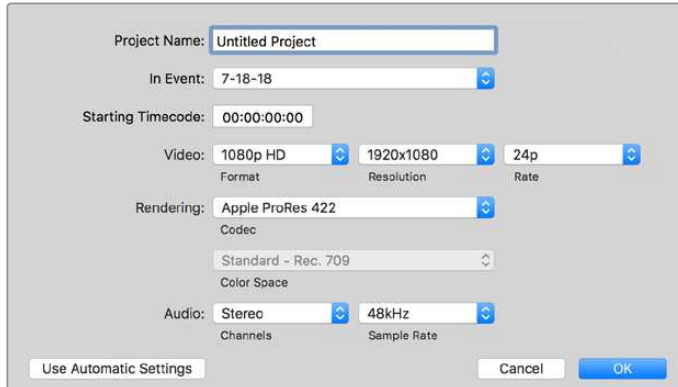 Project Name: Untitled Project
In Event: 7-18-18
Starting Timecode: 00:00:00:00
Video: 1080p HD 1920x1080 24p
Format Resolution Rate
Rendering: Apple ProRes 422
Codec
Standard - Rec. 709
Color Space
Audio: Stereo 48kHz
Channels Sample Rate
Use Automatic Settings Cancel OK